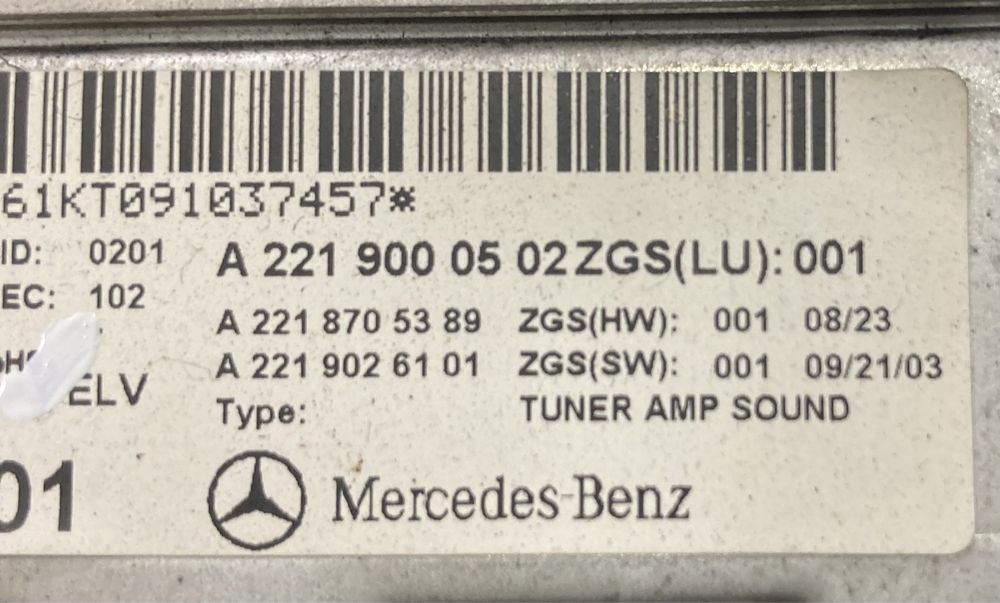 61KT091037457*
ID: 0201
A 221 900 05 02 ZGS(LU): 001
EC: 102
A 221 870 53 89 ZGS(HW): 001 08/23
A 221 902 61 01 ZGS(SW): 001 09/21/03
ELV
Type: TUNER AMP SOUND
01
Mercedes-Benz